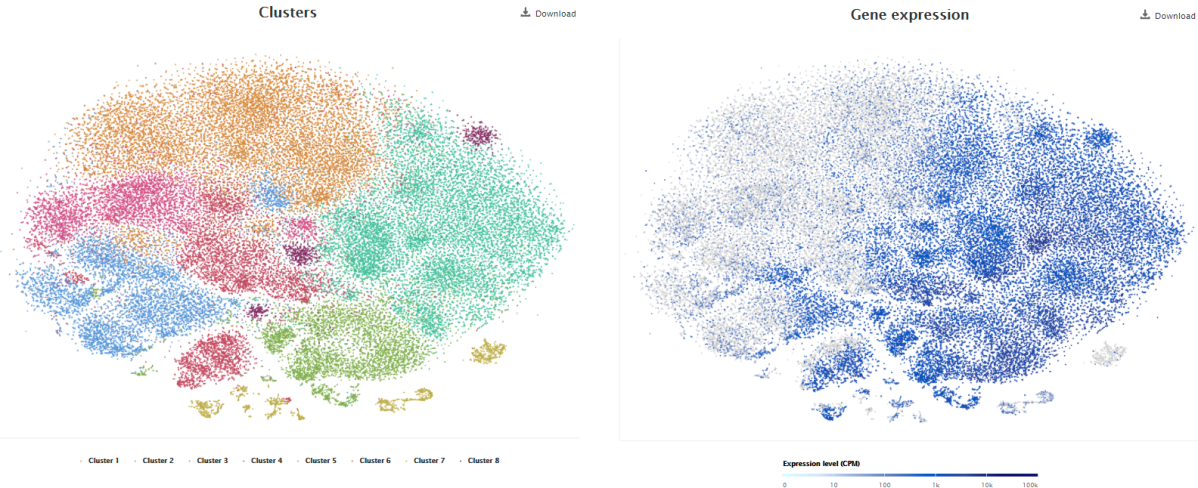 Clusters
Download
Gene expression
Download
Cluster 1
Cluster 2
Cluster 3
Cluster 4
Cluster 5
Cluster 6
Cluster 7
Cluster 8
Expression level (CPM)
0 10 100 1k 10k 100k